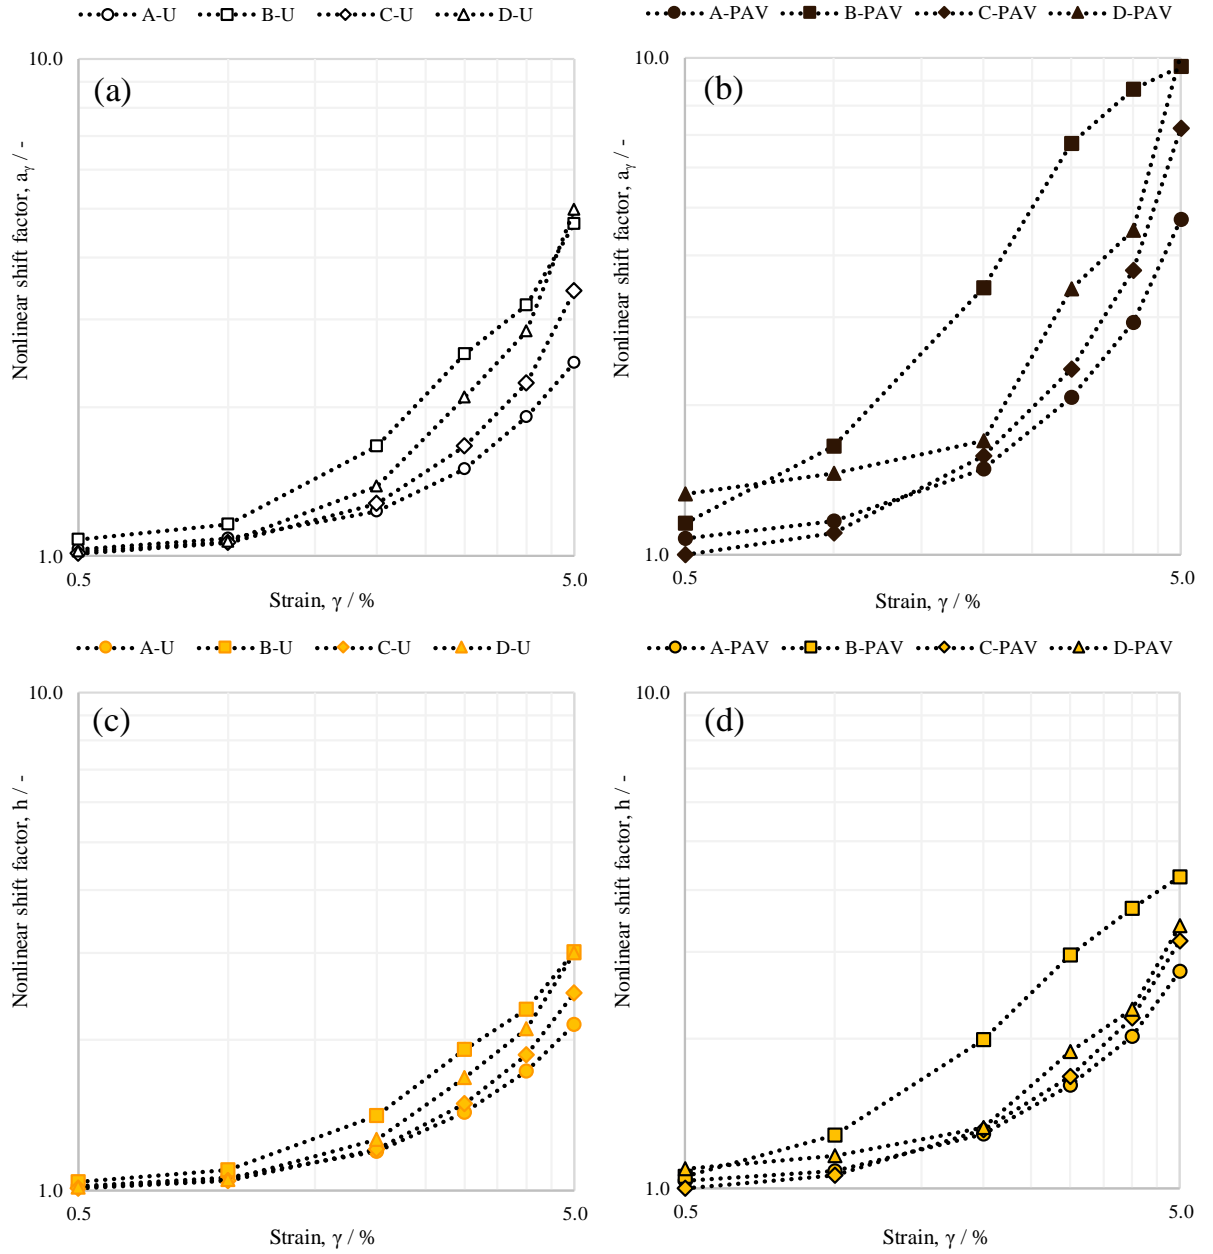 A-U B-U C-U D-U
(a)
10.0
1.0
0.5 5.0
Nonlinear shift factor, aγ / -
Strain, γ / %
A-PAV B-PAV C-PAV D-PAV
(b)
10.0
1.0
0.5 5.0
Nonlinear shift factor, aγ / -
Strain, γ / %
A-U B-U C-U D-U
(c)
10.0
1.0
0.5 5.0
Nonlinear shift factor, h / -
Strain, γ / %
A-PAV B-PAV C-PAV D-PAV
(d)
10.0
1.0
0.5 5.0
Nonlinear shift factor, h / -
Strain, γ / %